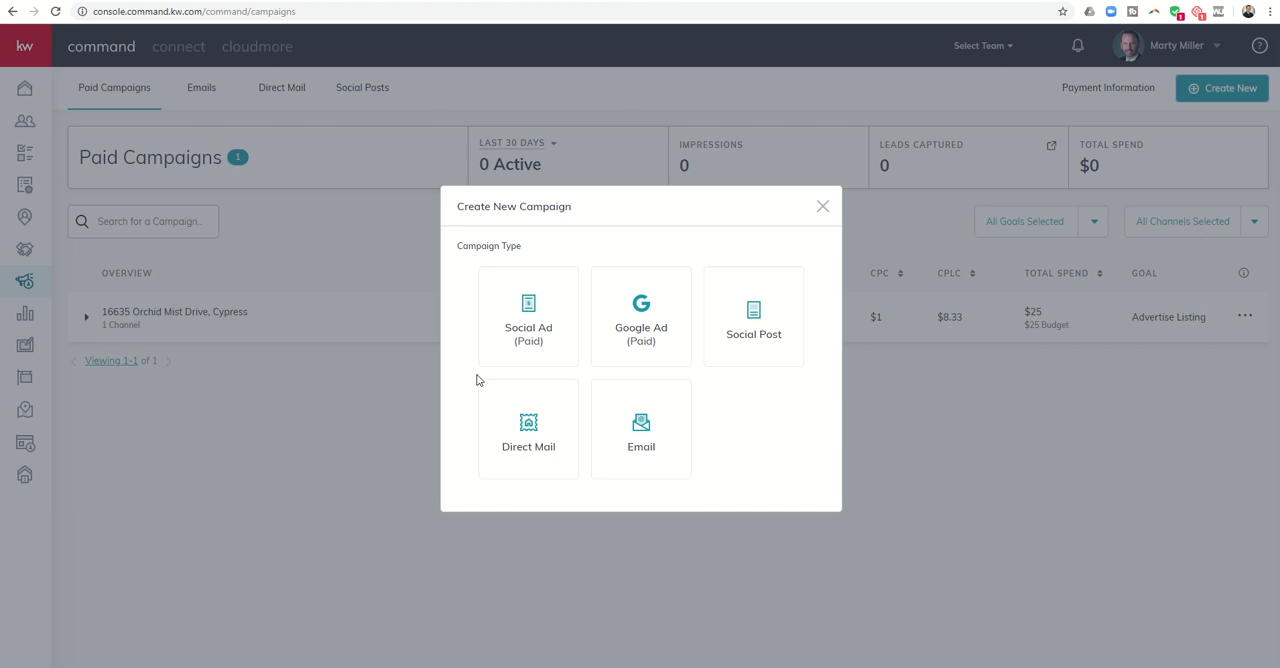 console.command.kw.com/command/campaigns
kw
command
connect
cloudmore
Select Team
Marty Miller
?
Paid Campaigns
Emails
Direct Mail
Social Posts
Payment Information
Create New
Paid Campaigns 1
LAST 30 DAYS
0 Active
IMPRESSIONS
0
LEADS CAPTURED
0
TOTAL SPEND
$0
Create New Campaign
Search for a Campaign..
All Goals Selected
All Channels Selected
Campaign Type
OVERVIEW
CPC
CPLC
TOTAL SPEND
GOAL
16635 Orchid Mist Drive, Cypress
1 Channel
$1
$8.33
$25
$25 Budget
Advertise Listing
Social Ad
(Paid)
Google Ad
(Paid)
Social Post
Viewing 1-1 of 1
Direct Mail
Email